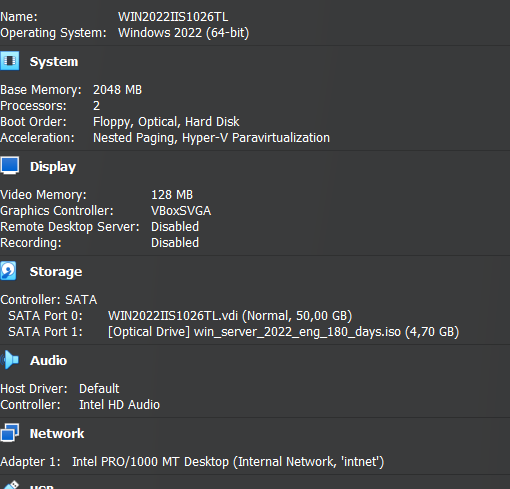 Name: WIN2022IIS1026TL
Operating System: Windows 2022 (64-bit)
System
Base Memory: 2048 MB
Processors: 2
Boot Order: Floppy, Optical, Hard Disk
Acceleration: Nested Paging, Hyper-V Paravirtualization
Display
Video Memory: 128 MB
Graphics Controller: VBoxSVGA
Remote Desktop Server: Disabled
Recording: Disabled
Storage
Controller: SATA
SATA Port 0: WIN2022IIS1026TL.vdi (Normal, 50,00 GB)
SATA Port 1: [Optical Drive] win_server_2022_eng_180_days.iso (4,70 GB)
Audio
Host Driver: Default
Controller: Intel HD Audio
Network
Adapter 1: Intel PRO/1000 MT Desktop (Internal Network, 'intnet')
USB